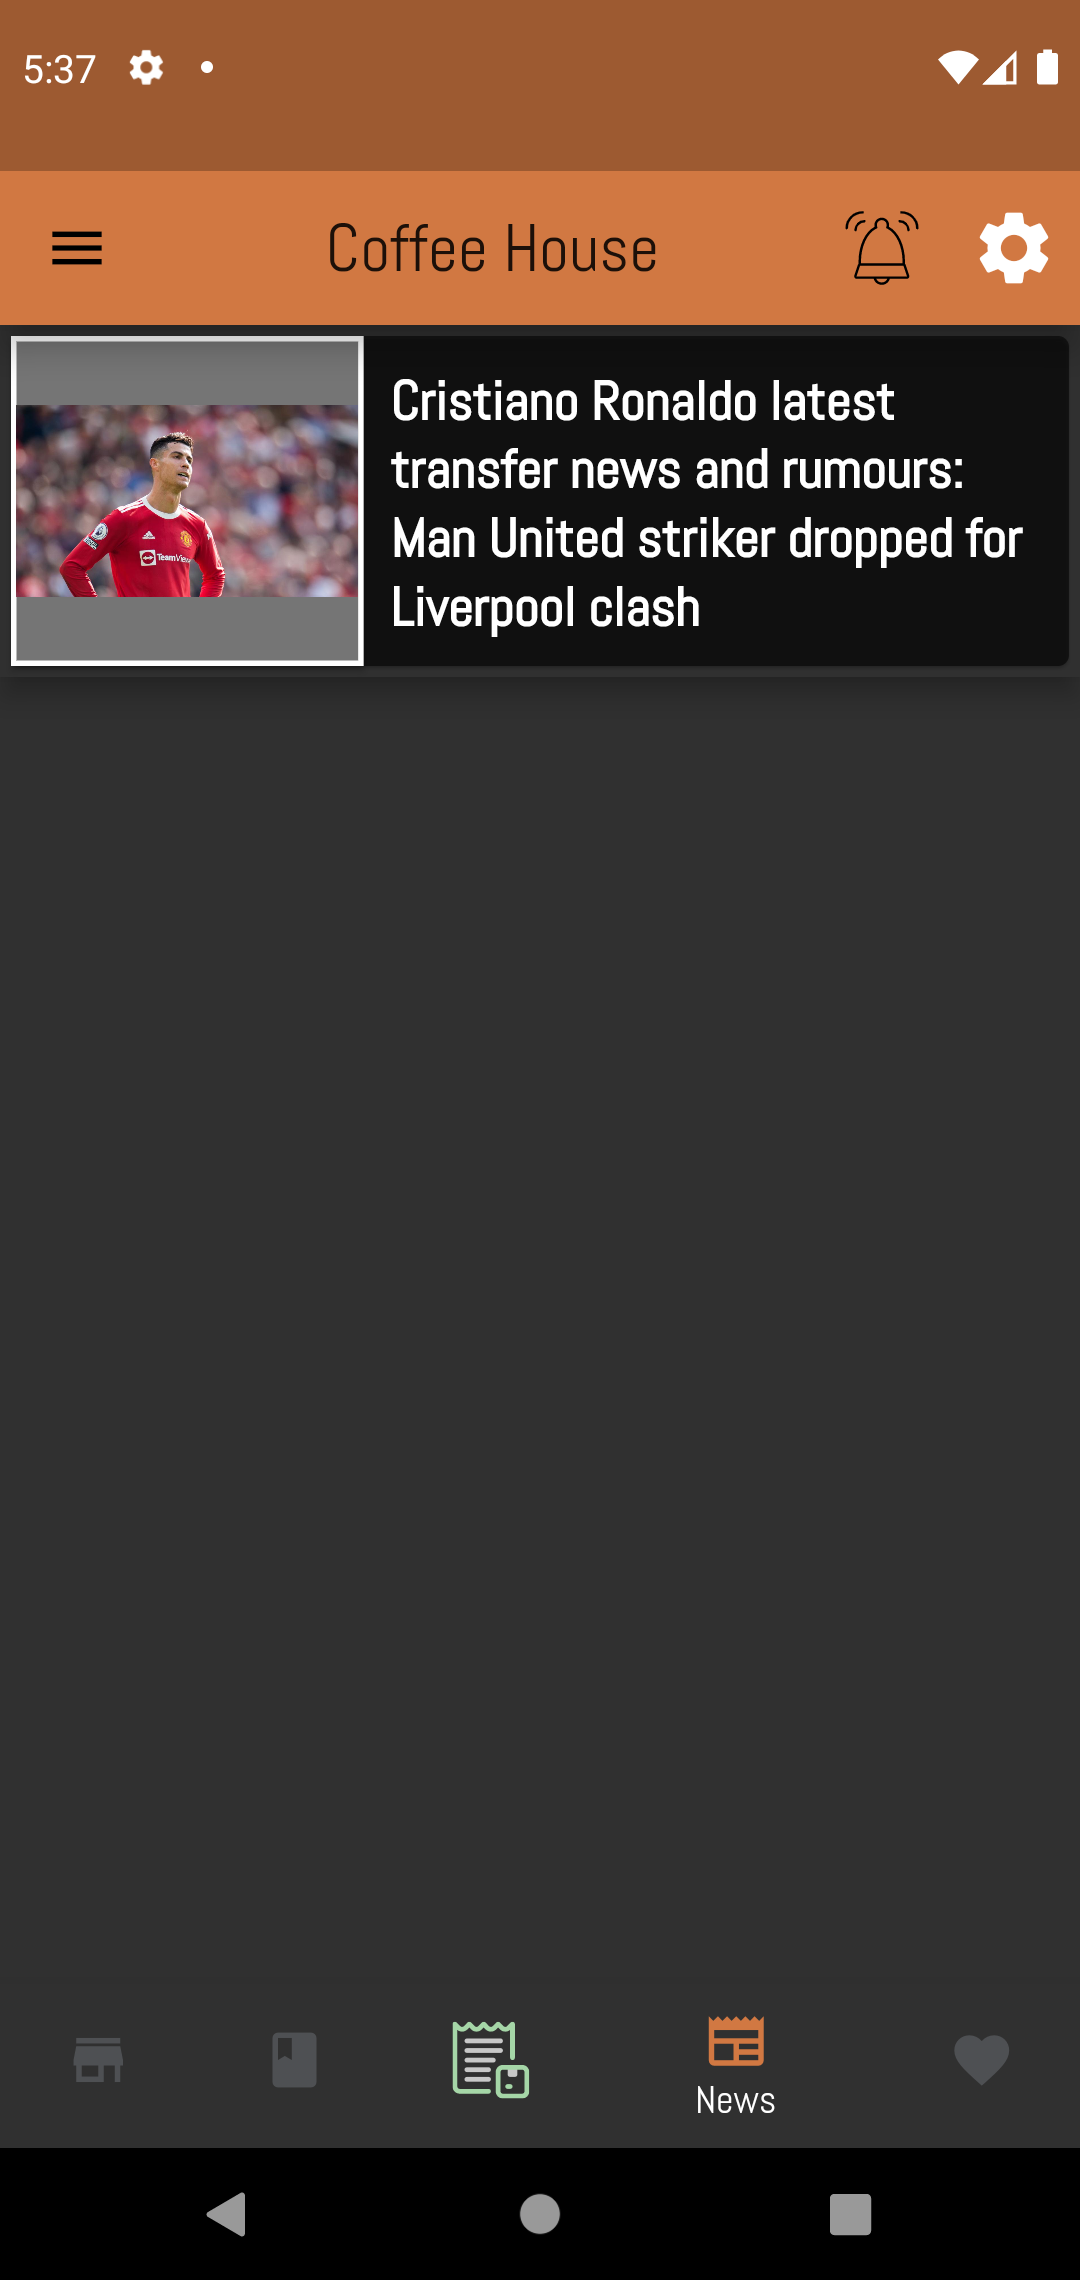 5:37
Coffee House
Cristiano Ronaldo latest
transfer news and rumours:
Man United striker dropped for
Liverpool clash
TeamView
News